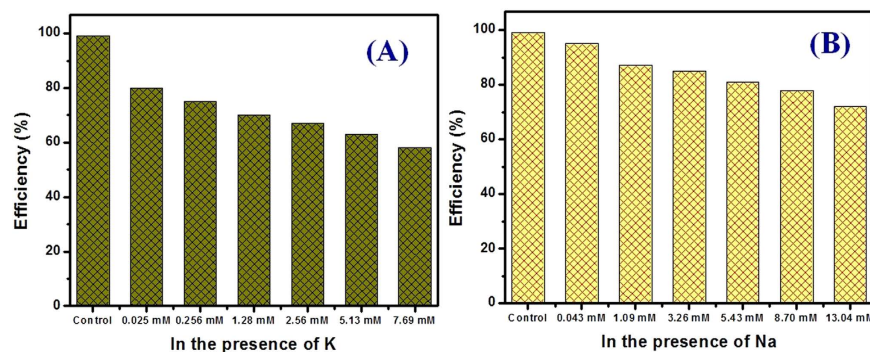 (A)
Efficiency (%)
100
80
60
40
20
0
Control 0.025 mM 0.256 mM 1.28 mM 2.56 mM 5.13 mM 7.69 mM
In the presence of K
(B)
Efficiency (%)
100
80
60
40
20
0
Control 0.043 mM 1.09 mM 3.26 mM 5.43 mM 8.70 mM 13.04 mM
In the presence of Na